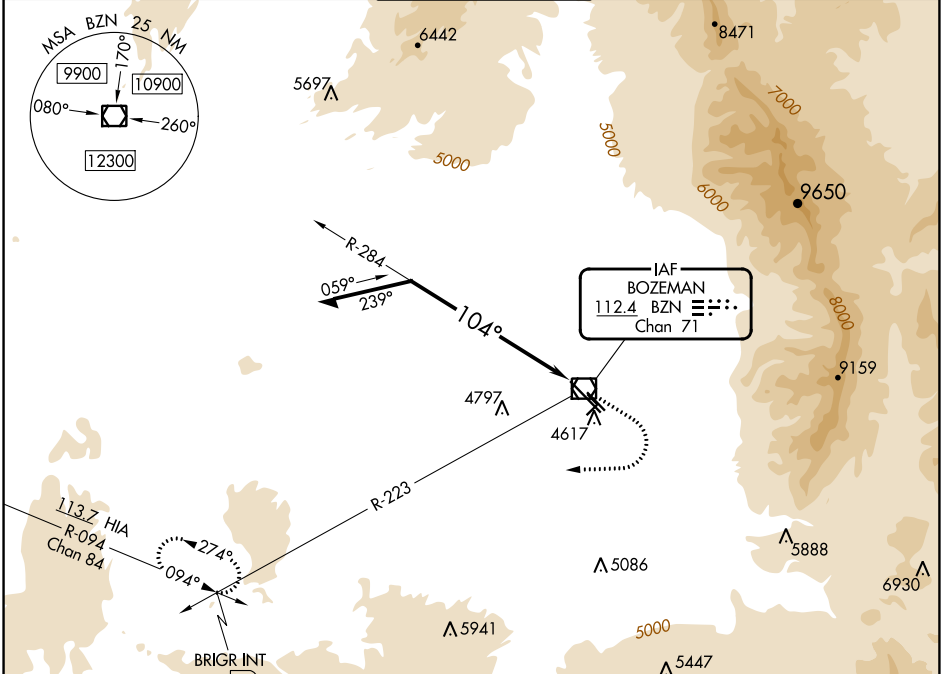 MSA BZN 25 NM
9900
170°
10900
080°
260°
12300
6442
8471
5697
7000
5000
5000
6000
9650
R-284
059°
239°
104°
IAF
BOZEMAN
112.4 BZN
Chan 71
8000
9159
4797
4617
R-223
113.7 HIA
R-094
Chan 84
274°
094°
5086
5888
6930
5941
5000
5447
BRIGR INT